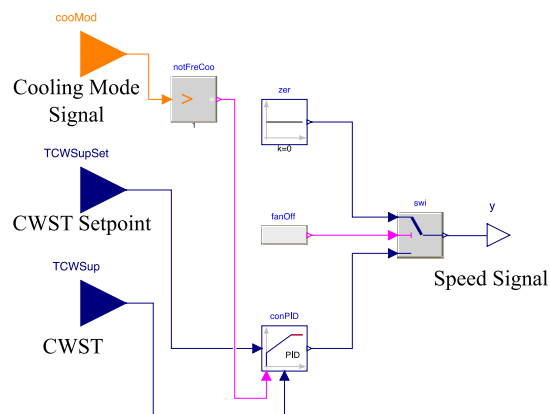 cooMod
Cooling Mode
Signal
notFreCoo
>
1
zer
k=0
TCWSupSet
CWST Setpoint
fanOff
swi
y
Speed Signal
TCWSup
CWST
conPID
PID